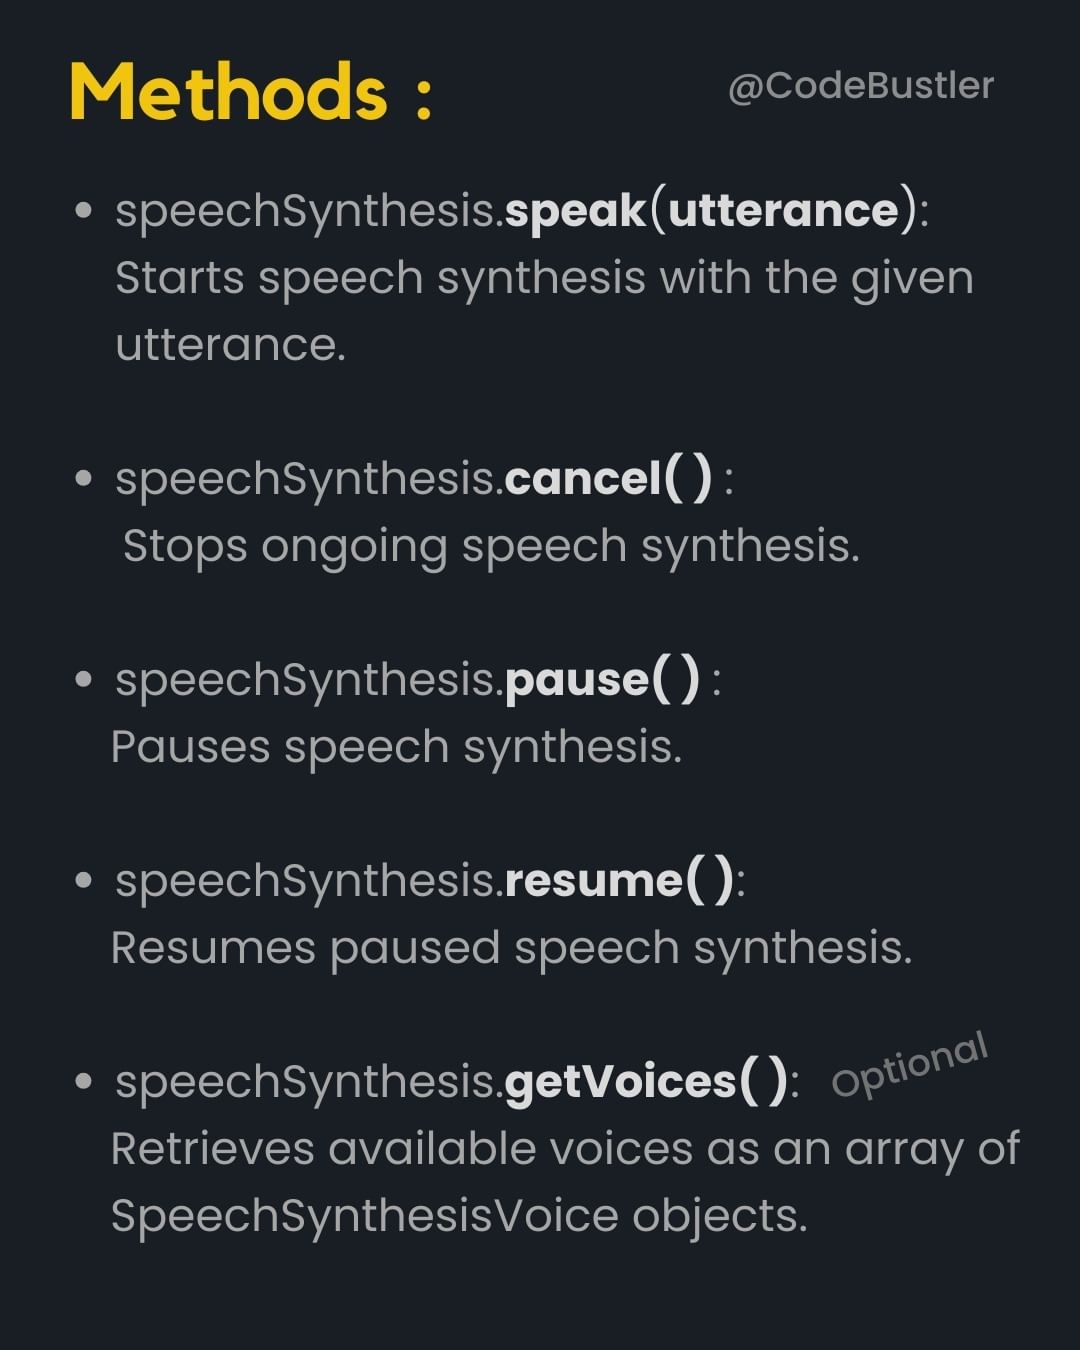 Methods :
@CodeBustler
• speechSynthesis.speak(utterance):
Starts speech synthesis with the given
utterance.
• speechSynthesis.cancel( ) :
Stops ongoing speech synthesis.
• speechSynthesis.pause( ) :
Pauses speech synthesis.
• speechSynthesis.resume( ):
Resumes paused speech synthesis.
• speechSynthesis.getVoices( ): Optional
Retrieves available voices as an array of
SpeechSynthesisVoice objects.